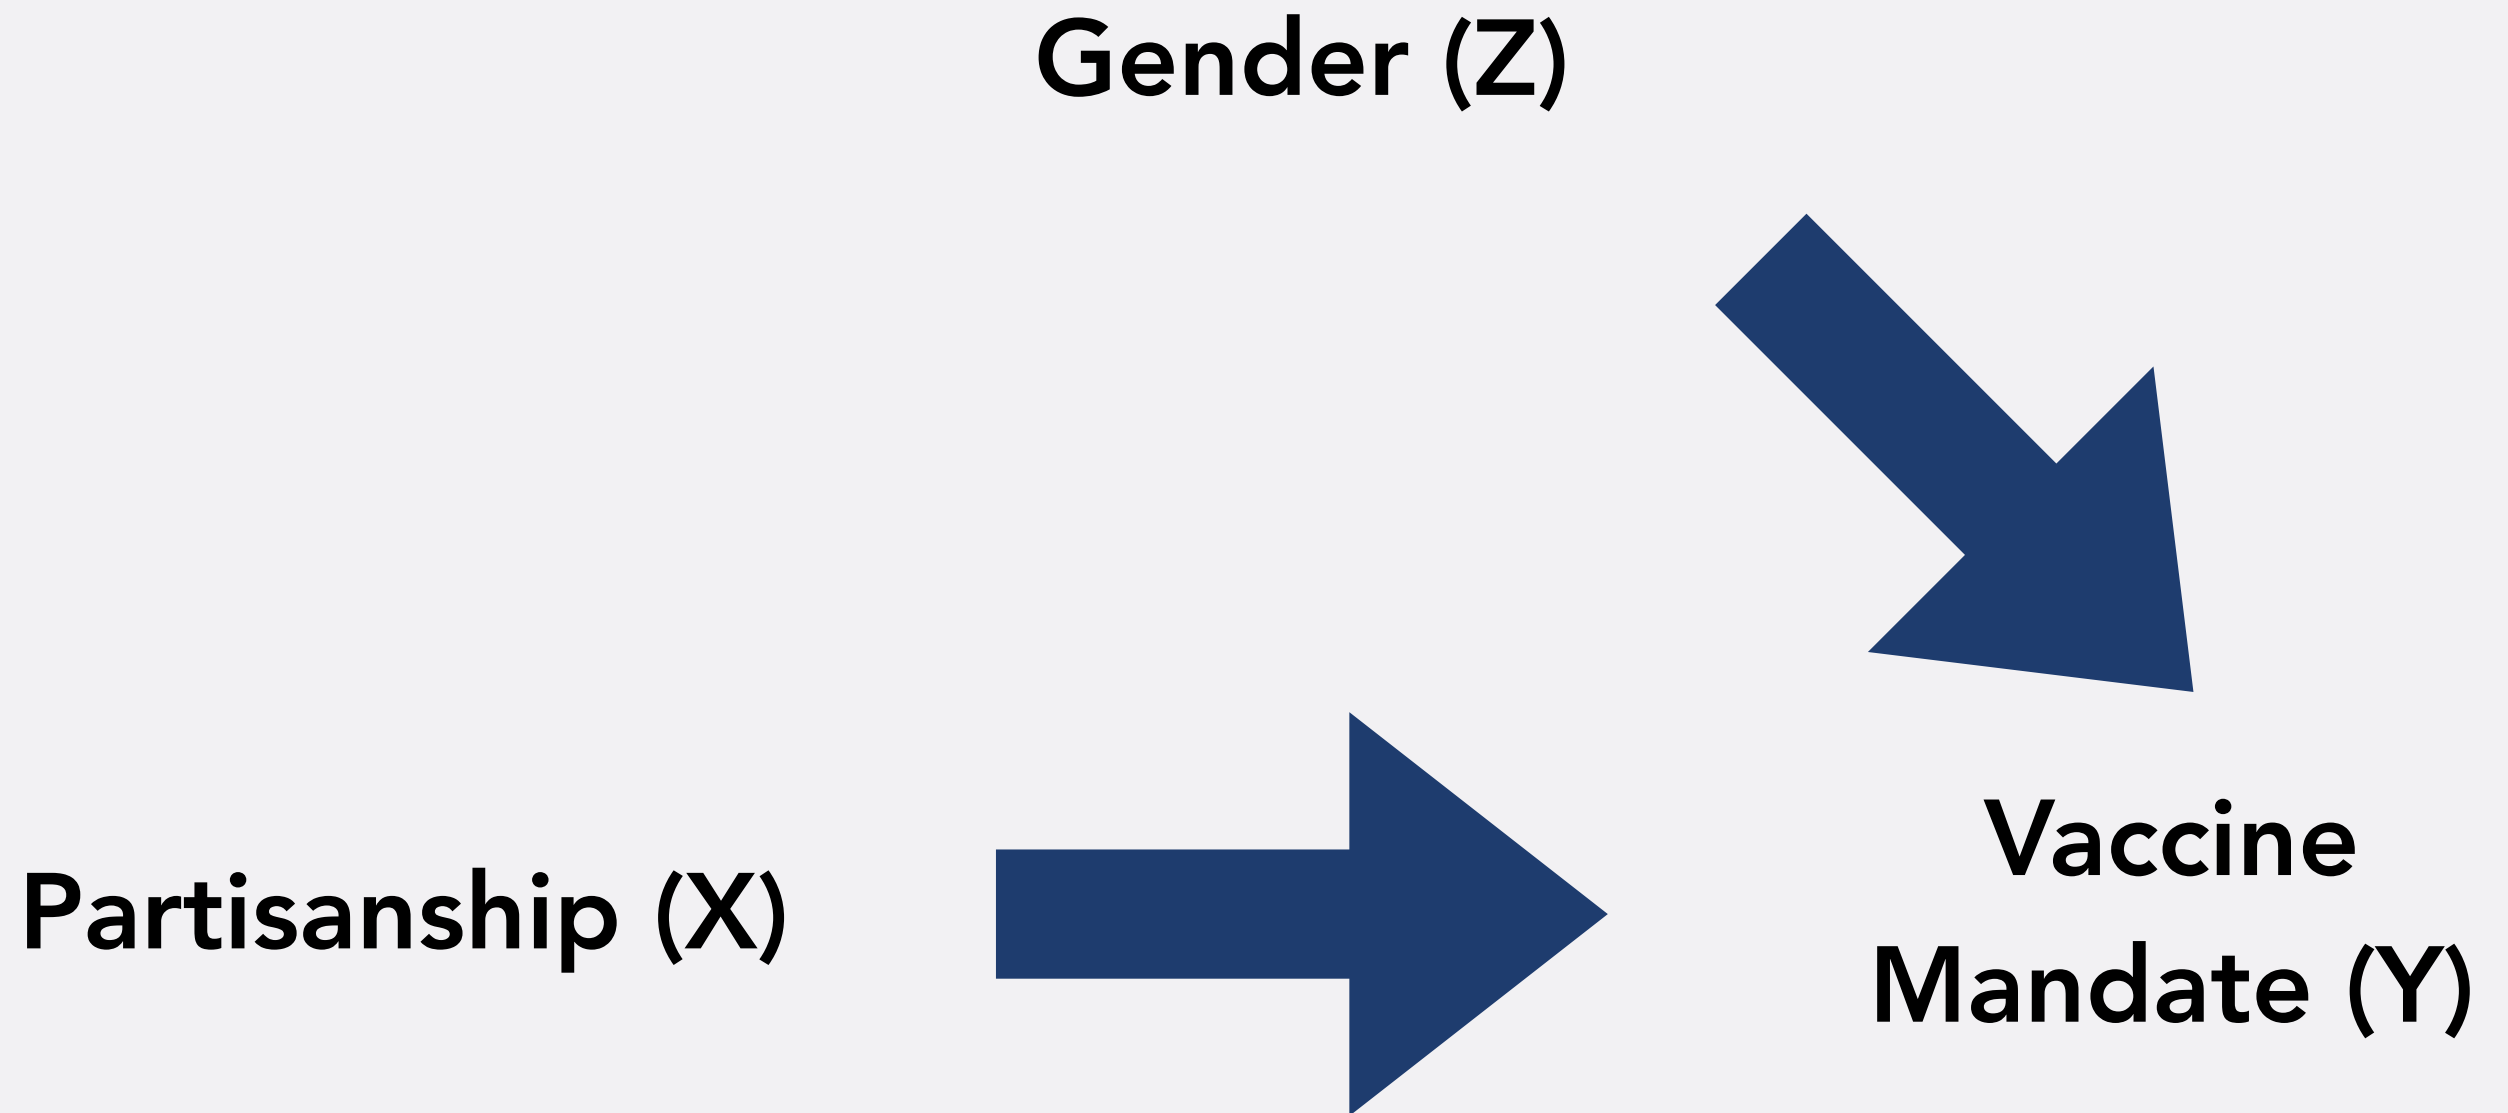 Gender (Z)
Partisanship (X)
Vaccine
Mandate (Y)